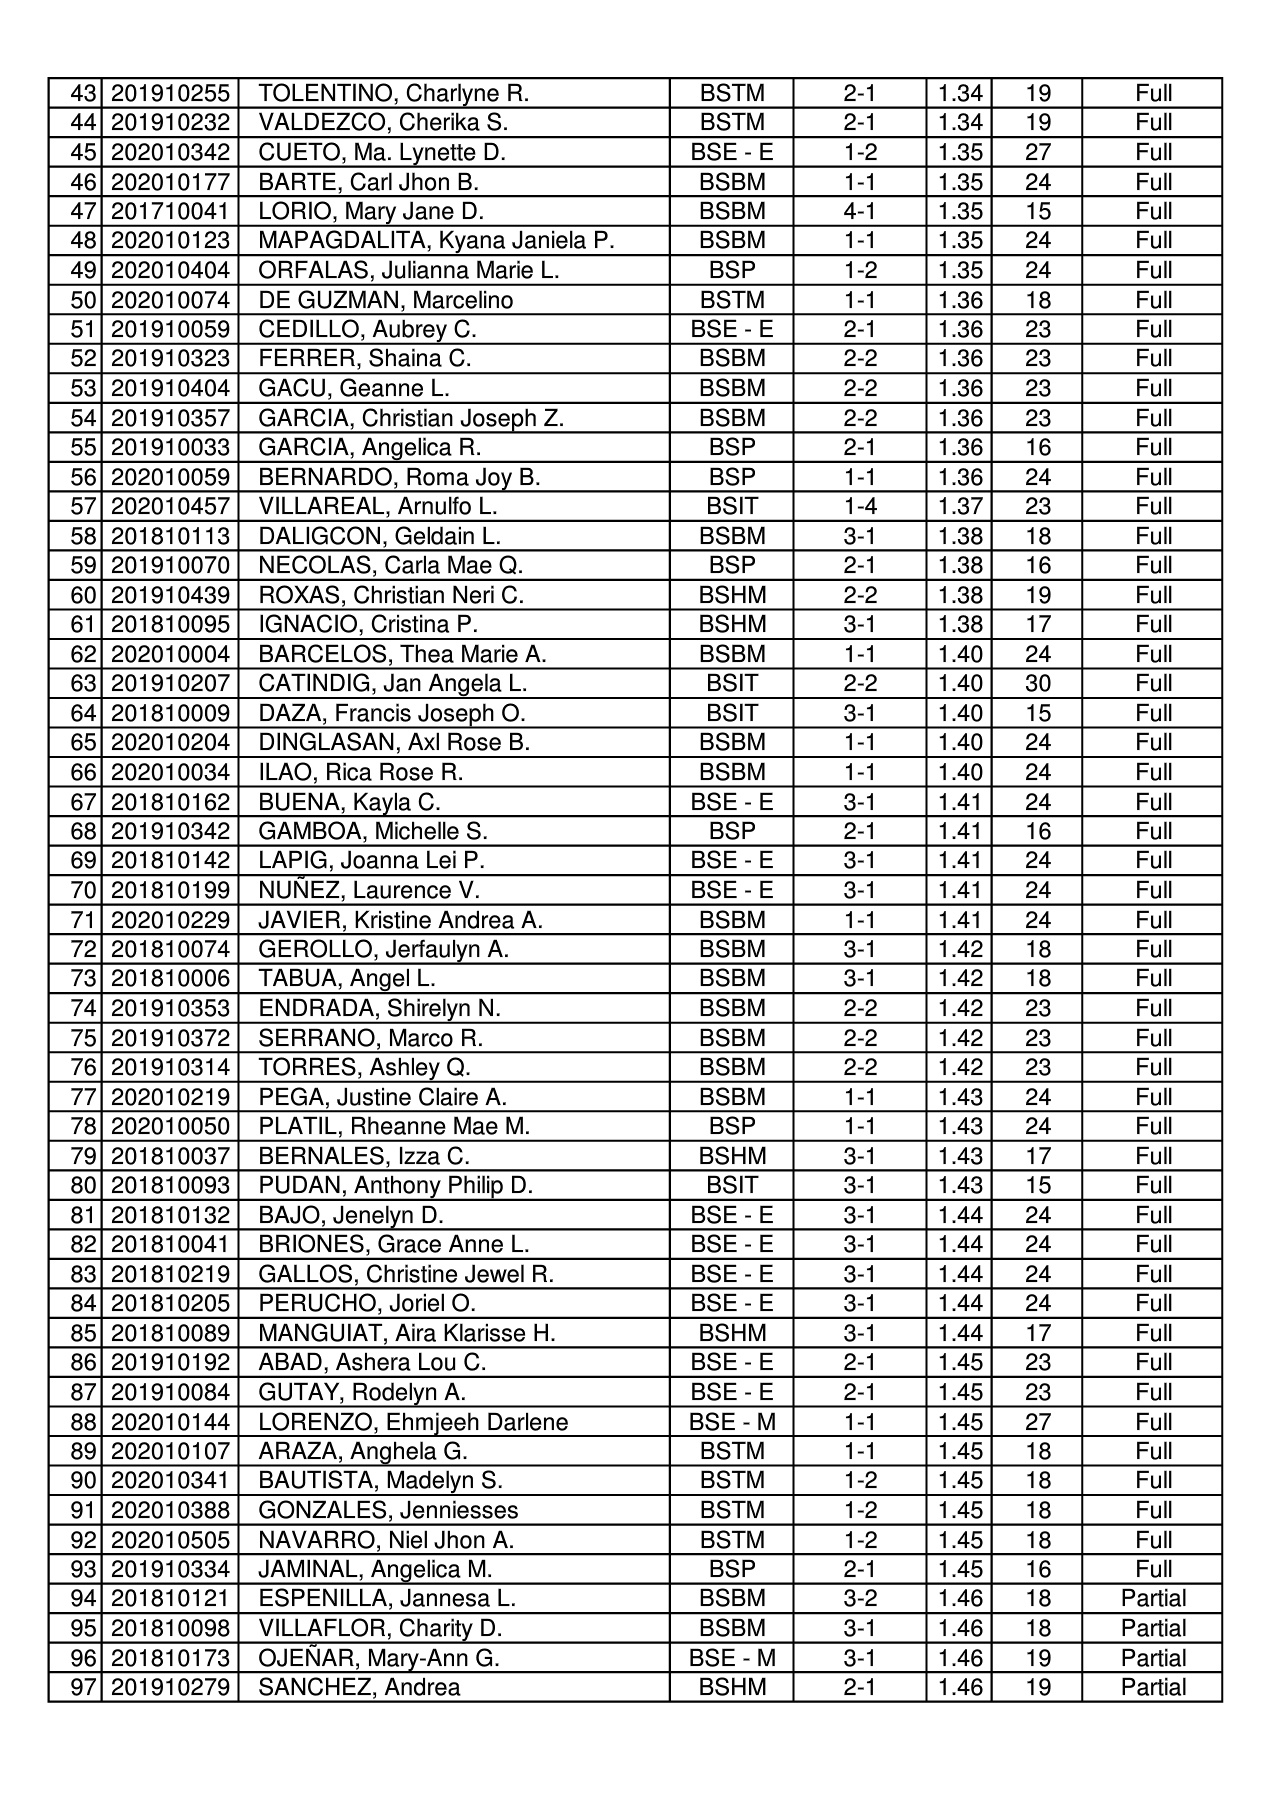 43 201910255 TOLENTINO, Charlyne R. BSTM 2-1 1.34 19 Full
44 201910232 VALDEZCO, Cherika S. BSTM 2-1 1.34 19 Full
45 202010342 CUETO, Ma. Lynette D. BSE - E 1-2 1.35 27 Full
46 202010177 BARTE, Carl Jhon B. BSBM 1-1 1.35 24 Full
47 201710041 LORIO, Mary Jane D. BSBM 4-1 1.35 15 Full
48 202010123 MAPAGDALITA, Kyana Janiela P. BSBM 1-1 1.35 24 Full
49 202010404 ORFALAS, Julianna Marie L. BSP 1-2 1.35 24 Full
50 202010074 DE GUZMAN, Marcelino BSTM 1-1 1.36 18 Full
51 201910059 CEDILLO, Aubrey C. BSE - E 2-1 1.36 23 Full
52 201910323 FERRER, Shaina C. BSBM 2-2 1.36 23 Full
53 201910404 GACU, Geanne L. BSBM 2-2 1.36 23 Full
54 201910357 GARCIA, Christian Joseph Z. BSBM 2-2 1.36 23 Full
55 201910033 GARCIA, Angelica R. BSP 2-1 1.36 16 Full
56 202010059 BERNARDO, Roma Joy B. BSP 1-1 1.36 24 Full
57 202010457 VILLAREAL, Arnulfo L. BSIT 1-4 1.37 23 Full
58 201810113 DALIGCON, Geldain L. BSBM 3-1 1.38 18 Full
59 201910070 NECOLAS, Carla Mae Q. BSP 2-1 1.38 16 Full
60 201910439 ROXAS, Christian Neri C. BSHM 2-2 1.38 19 Full
61 201810095 IGNACIO, Cristina P. BSHM 3-1 1.38 17 Full
62 202010004 BARCELOS, Thea Marie A. BSBM 1-1 1.40 24 Full
63 201910207 CATINDIG, Jan Angela L. BSIT 2-2 1.40 30 Full
64 201810009 DAZA, Francis Joseph O. BSIT 3-1 1.40 15 Full
65 202010204 DINGLASAN, Axl Rose B. BSBM 1-1 1.40 24 Full
66 202010034 ILAO, Rica Rose R. BSBM 1-1 1.40 24 Full
67 201810162 BUENA, Kayla C. BSE - E 3-1 1.41 24 Full
68 201910342 GAMBOA, Michelle S. BSP 2-1 1.41 16 Full
69 201810142 LAPIG, Joanna Lei P. BSE - E 3-1 1.41 24 Full
70 201810199 NUÑEZ, Laurence V. BSE - E 3-1 1.41 24 Full
71 202010229 JAVIER, Kristine Andrea A. BSBM 1-1 1.41 24 Full
72 201810074 GEROLLO, Jerfaulyn A. BSBM 3-1 1.42 18 Full
73 201810006 TABUA, Angel L. BSBM 3-1 1.42 18 Full
74 201910353 ENDRADA, Shirelyn N. BSBM 2-2 1.42 23 Full
75 201910372 SERRANO, Marco R. BSBM 2-2 1.42 23 Full
76 201910314 TORRES, Ashley Q. BSBM 2-2 1.42 23 Full
77 202010219 PEGA, Justine Claire A. BSBM 1-1 1.43 24 Full
78 202010050 PLATIL, Rheanne Mae M. BSP 1-1 1.43 24 Full
79 201810037 BERNALES, Izza C. BSHM 3-1 1.43 17 Full
80 201810093 PUDAN, Anthony Philip D. BSIT 3-1 1.43 15 Full
81 201810132 BAJO, Jenelyn D. BSE - E 3-1 1.44 24 Full
82 201810041 BRIONES, Grace Anne L. BSE - E 3-1 1.44 24 Full
83 201810219 GALLOS, Christine Jewel R. BSE - E 3-1 1.44 24 Full
84 201810205 PERUCHO, Joriel O. BSE - E 3-1 1.44 24 Full
85 201810089 MANGUIAT, Aira Klarisse H. BSHM 3-1 1.44 17 Full
86 201910192 ABAD, Ashera Lou C. BSE - E 2-1 1.45 23 Full
87 201910084 GUTAY, Rodelyn A. BSE - E 2-1 1.45 23 Full
88 202010144 LORENZO, Ehmjeeh Darlene BSE - M 1-1 1.45 27 Full
89 202010107 ARAZA, Anghela G. BSTM 1-1 1.45 18 Full
90 202010341 BAUTISTA, Madelyn S. BSTM 1-2 1.45 18 Full
91 202010388 GONZALES, Jenniesses BSTM 1-2 1.45 18 Full
92 202010505 NAVARRO, Niel Jhon A. BSTM 1-2 1.45 18 Full
93 201910334 JAMINAL, Angelica M. BSP 2-1 1.45 16 Full
94 201810121 ESPENILLA, Jannesa L. BSBM 3-2 1.46 18 Partial
95 201810098 VILLAFLOR, Charity D. BSBM 3-1 1.46 18 Partial
96 201810173 OJEÑAR, Mary-Ann G. BSE - M 3-1 1.46 19 Partial
97 201910279 SANCHEZ, Andrea BSHM 2-1 1.46 19 Partial